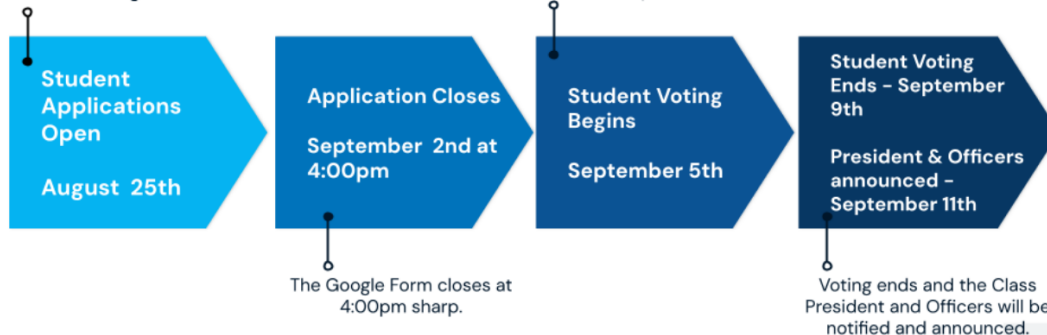 Student
Applications
Open
August 25th
Application Closes
September 2nd at
4:00pm
The Google Form closes at
4:00pm sharp.
Student Voting
Begins
September 5th
Student Voting
Ends - September
9th
President & Officers
announced -
September 11th
Voting ends and the Class
President and Officers will be
notified and announced.